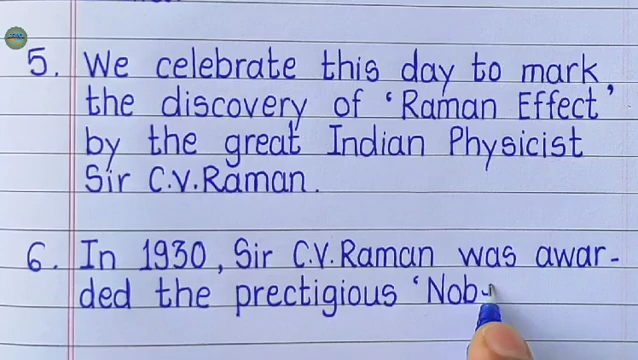 5. We celebrate this day to mark
the discovery of ‘Raman Effect’
by the great Indian Physicist
Sir C.V.Raman.
6. In 1930, Sir C.V.Raman was awar-
ded the prectigious ‘Nob